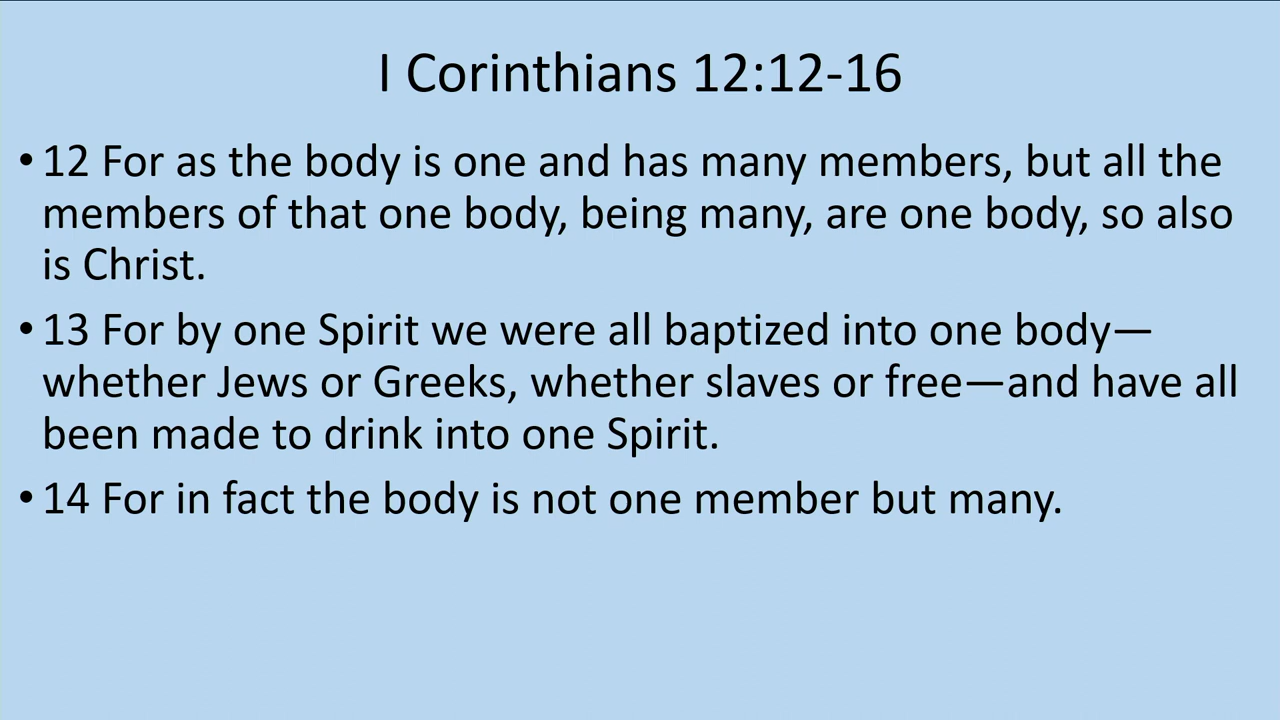 I Corinthians 12:12-16
• 12 For as the body is one and has many members, but all the
members of that one body, being many, are one body, so also
is Christ.
• 13 For by one Spirit we were all baptized into one body—
whether Jews or Greeks, whether slaves or free—and have all
been made to drink into one Spirit.
• 14 For in fact the body is not one member but many.